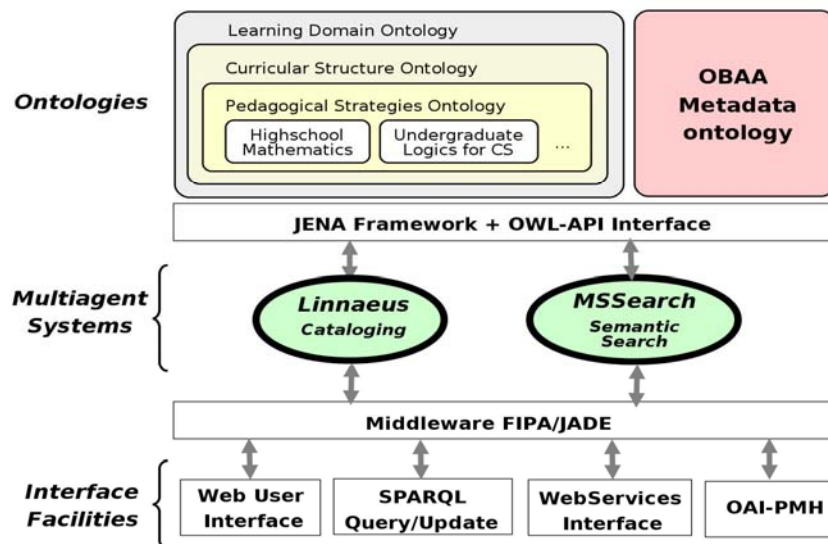 Ontologies
Learning Domain Ontology
Curricular Structure Ontology
Pedagogical Strategies Ontology
Highschool
Mathematics
Undergraduate
Logics for CS
...
OBAA
Metadata
ontology
JENA Framework + OWL-API Interface
Multiagent
Systems
Linnaeus
Cataloging
MSSearch
Semantic
Search
Middleware FIPA/JADE
Interface
Facilities
Web User
Interface
SPARQL
Query/Update
WebServices
Interface
OAI-PMH